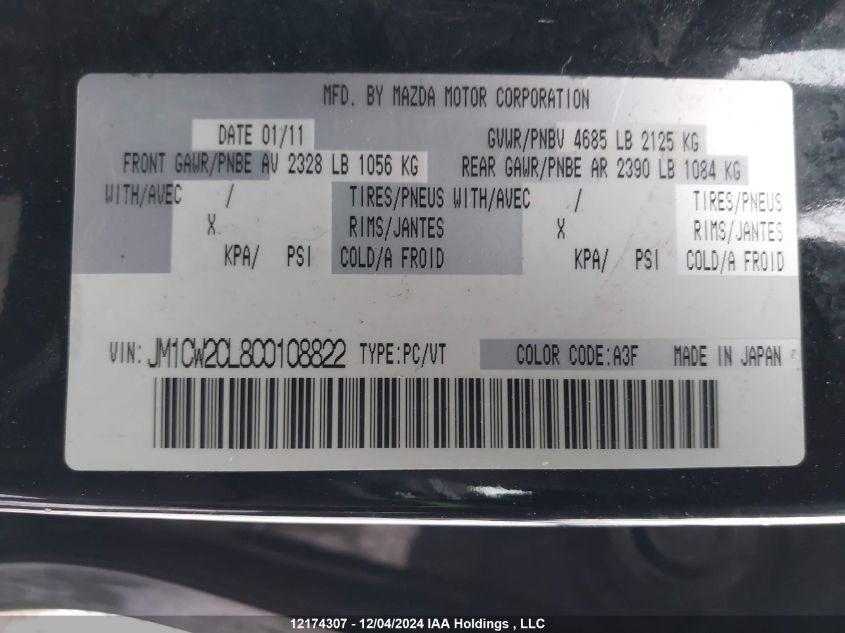 MFD. BY MAZDA MOTOR CORPORATION
DATE 01/11 GVWR/PNBV 4685 LB 2125 KG
FRONT GAWR/PNBE AV 2328 LB 1056 KG REAR GAWR/PNBE AR 2390 LB 1084 KG
WITH/AVEC / TIRES/PNEUS WITH/AVEC / TIRES/PNEUS
X RIMS/JANTES X RIMS/JANTES
KPA/ PSI COLD/A FROID KPA/ PSI COLD/A FROID
VIN: JM1CW2CL8C0108822 TYPE:PC/VT COLOR CODE:A3F MADE IN JAPAN
12174307 - 12/04/2024 IAA Holdings , LLC